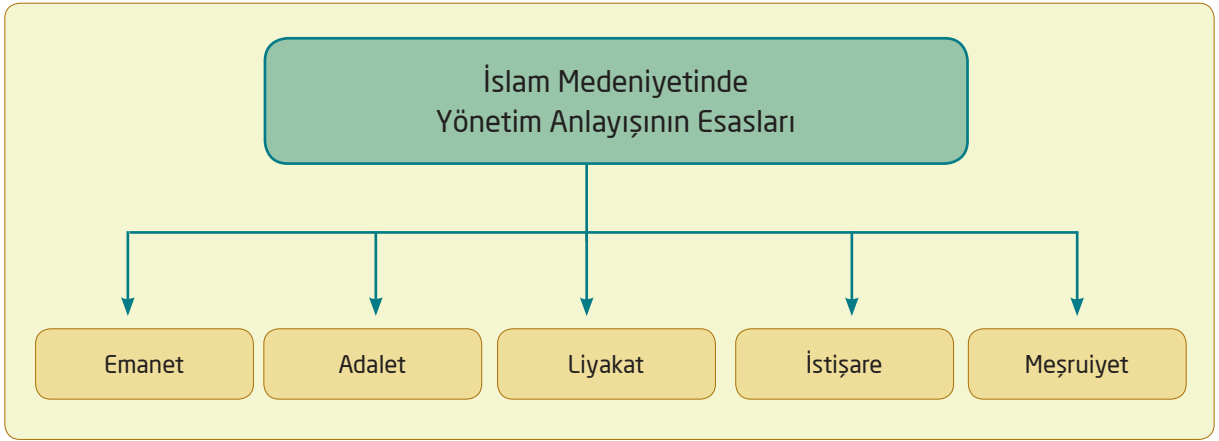 İslam Medeniyetinde
Yönetim Anlayışının Esasları
Emanet
Adalet
Liyakat
İstişare
Meşruiyet